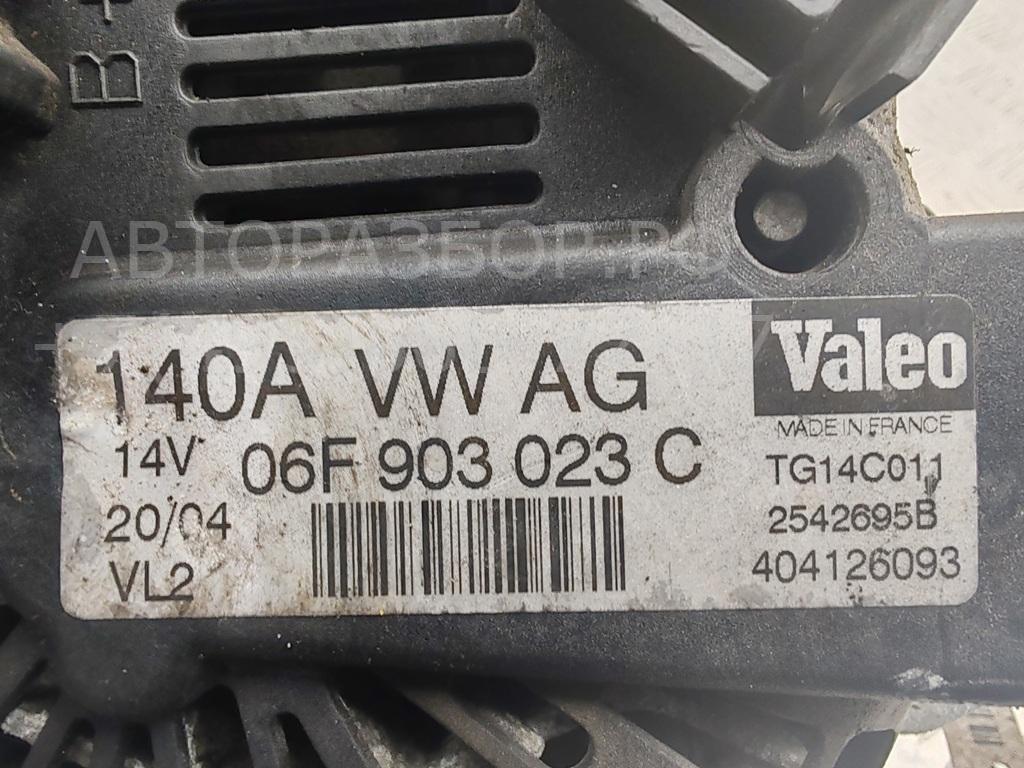 B+
АВТОРАЗБОР.РФ
140A VW AG
Valeo
MADE IN FRANCE
14V 06F 903 023 C
TG14C011
20/04
2542695B
VL2
404126093